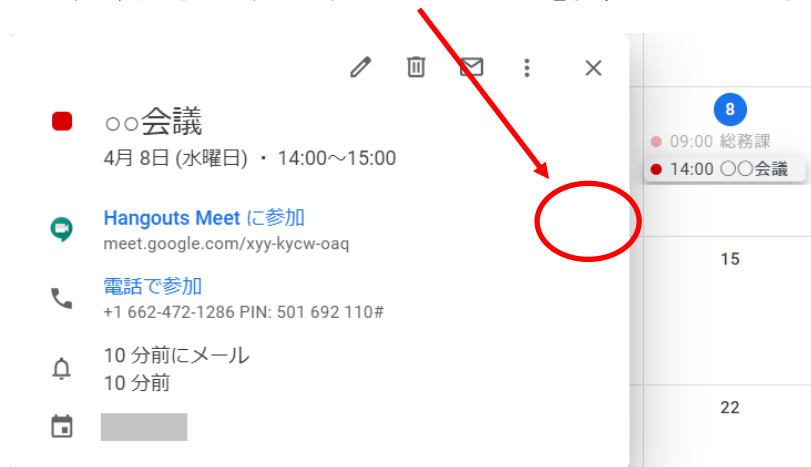 ○○会議
4月 8日 (水曜日) ・ 14:00～15:00
Hangouts Meet に参加
meet.google.com/xyy-kycw-oaq
電話で参加
+1 662-472-1286 PIN: 501 692 110#
10 分前にメール
10 分前
8
09:00 総務課
14:00 〇〇会議
15
22